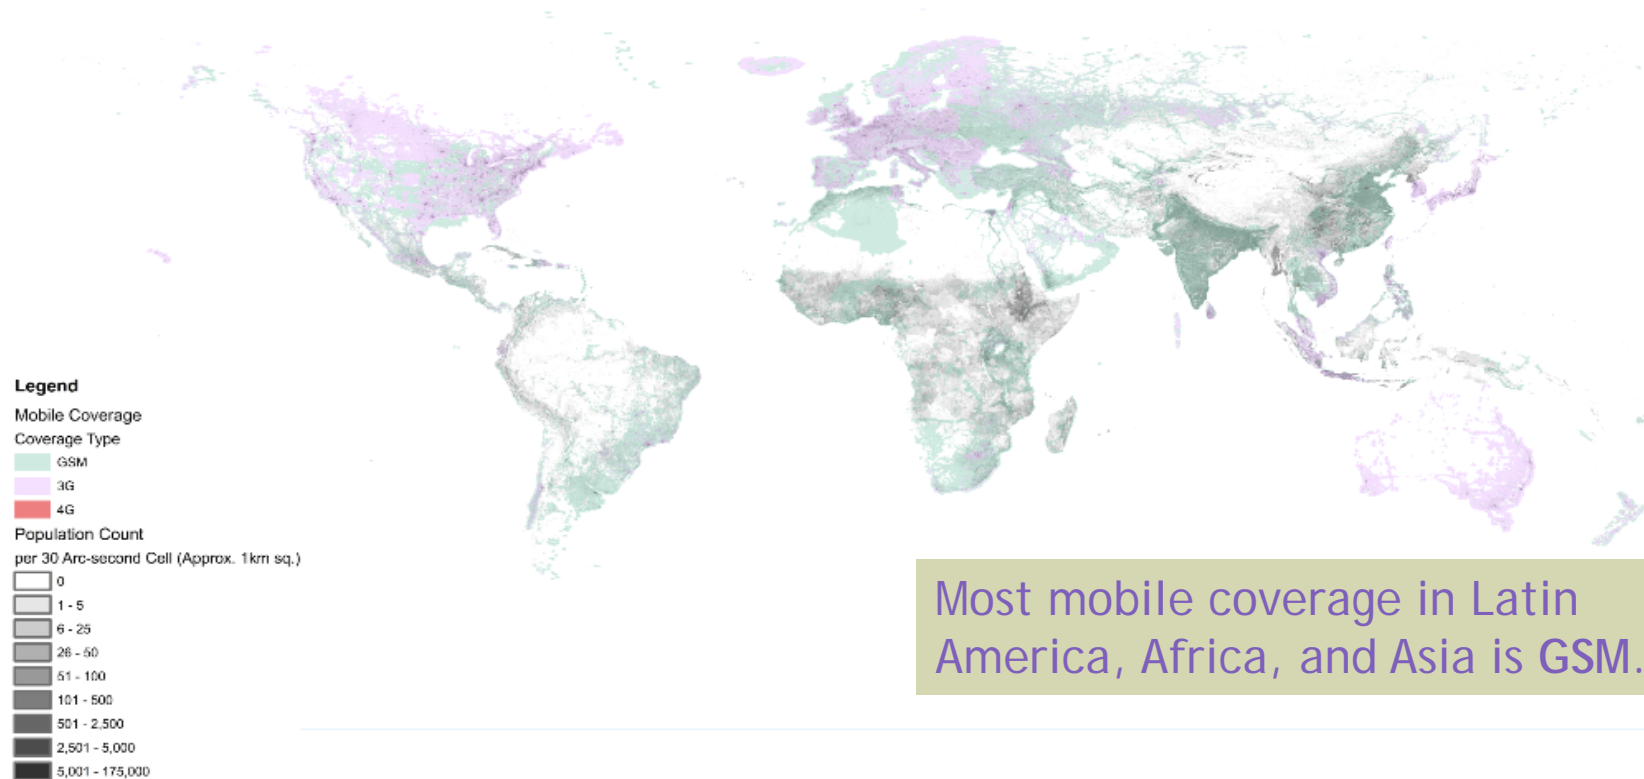 Legend
Mobile Coverage
Coverage Type
GSM
3G
4G
Population Count
per 30 Arc-second Cell (Approx. 1km sq.)
0
1 - 5
6 - 25
26 - 50
51 - 100
101 - 500
501 - 2,500
2,501 - 5,000
5,001 - 175,000
Most mobile coverage in Latin
America, Africa, and Asia is GSM.